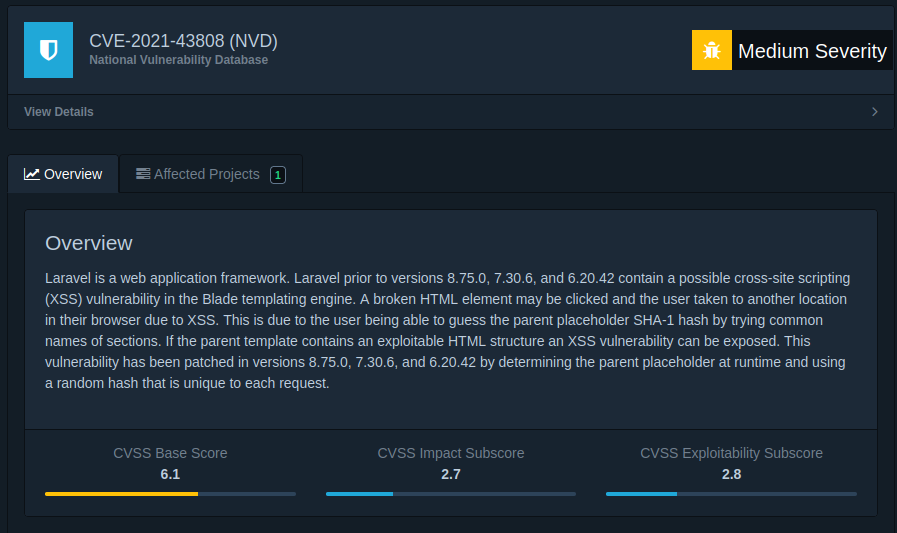 CVE-2021-43808 (NVD)
National Vulnerability Database
Medium Severity
View Details
Overview
Affected Projects 1
Overview
Laravel is a web application framework. Laravel prior to versions 8.75.0, 7.30.6, and 6.20.42 contain a possible cross-site scripting
(XSS) vulnerability in the Blade templating engine. A broken HTML element may be clicked and the user taken to another location
in their browser due to XSS. This is due to the user being able to guess the parent placeholder SHA-1 hash by trying common
names of sections. If the parent template contains an exploitable HTML structure an XSS vulnerability can be exposed. This
vulnerability has been patched in versions 8.75.0, 7.30.6, and 6.20.42 by determining the parent placeholder at runtime and using
a random hash that is unique to each request.
CVSS Base Score
6.1
CVSS Impact Subscore
2.7
CVSS Exploitability Subscore
2.8